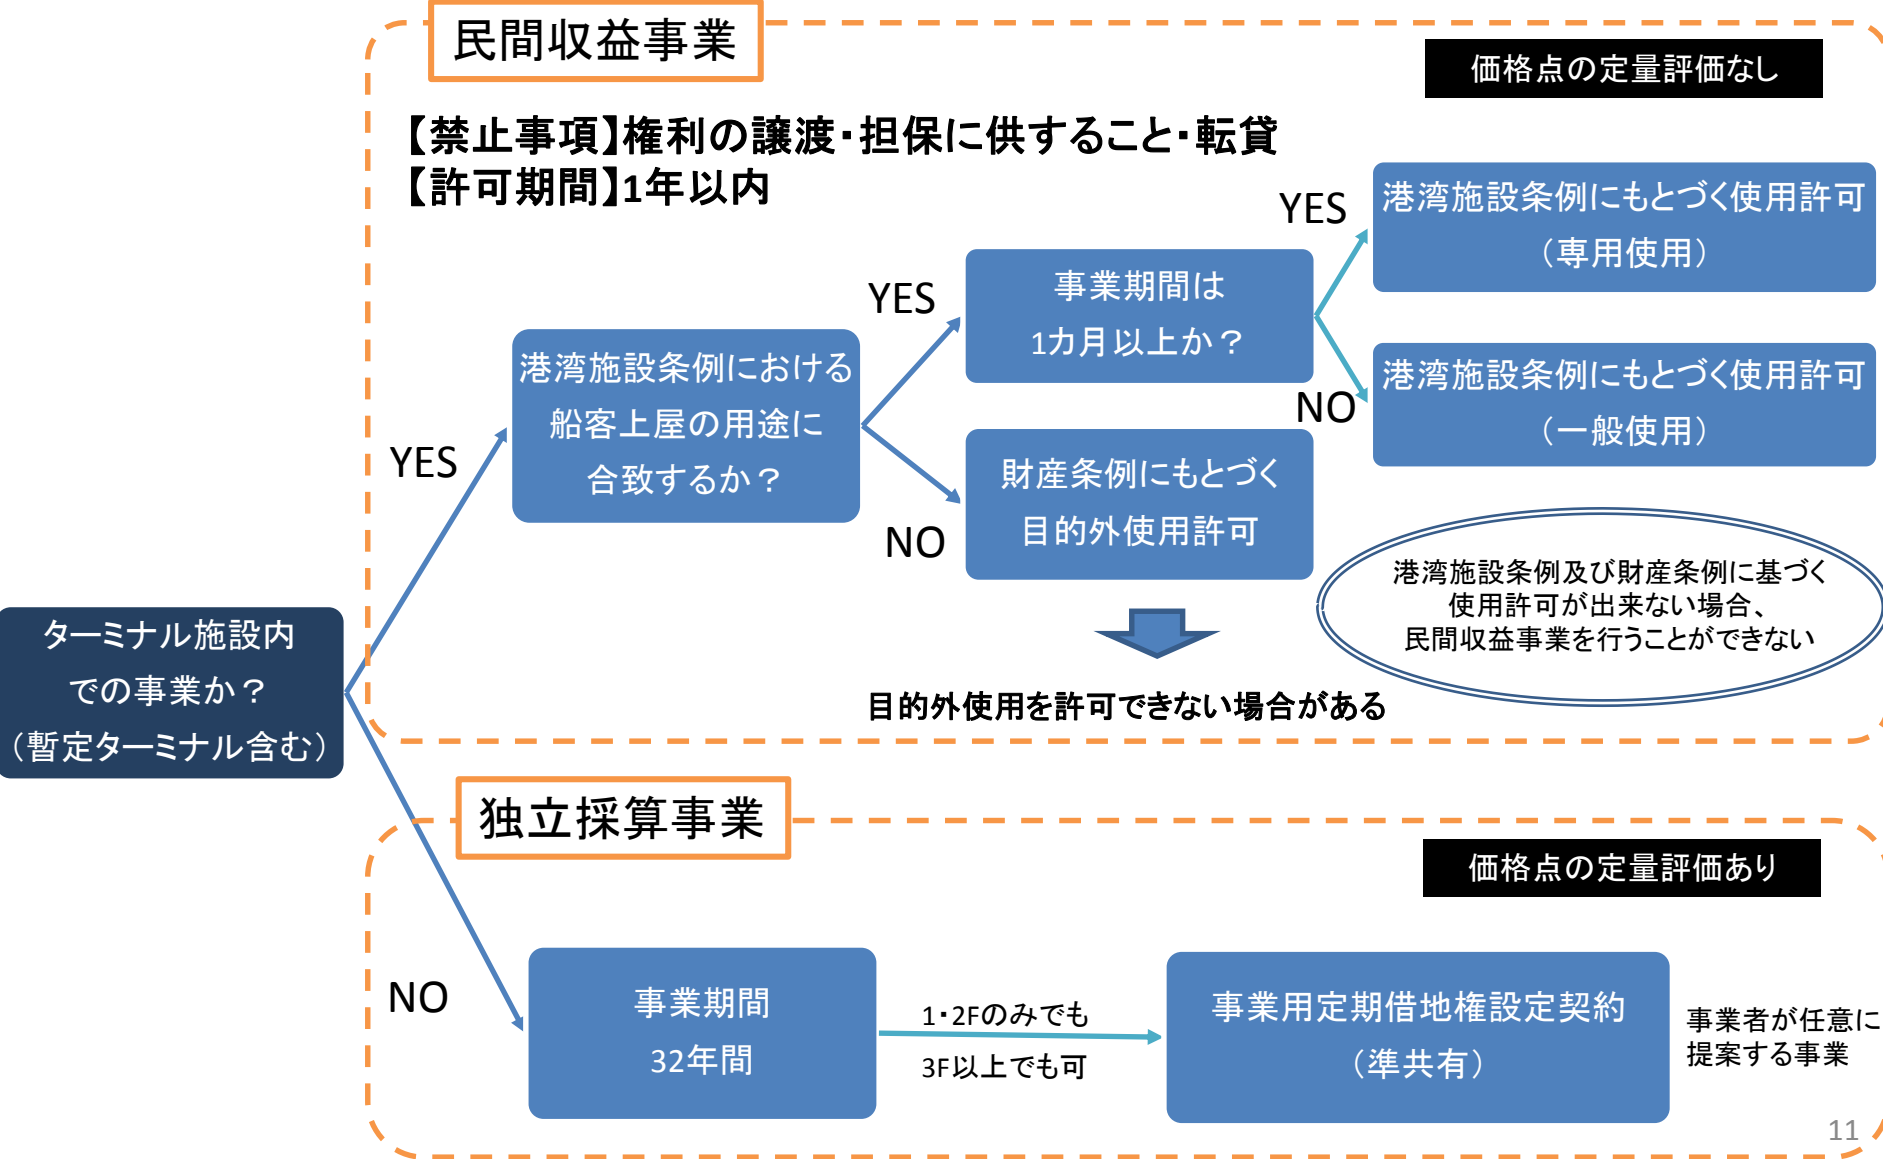 民間収益事業
価格点の定量評価なし
【禁止事項】権利の譲渡・担保に供すること・転貸
【許可期間】1年以内
YES
港湾施設条例にもとづく使用許可
（専用使用）
YES
事業期間は
1カ月以上か？
港湾施設条例における
船客上屋の用途に
合致するか？
NO
港湾施設条例にもとづく使用許可
（一般使用）
YES
財産条例にもとづく
目的外使用許可
NO
港湾施設条例及び財産条例に基づく
使用許可が出来ない場合、
民間収益事業を行うことができない
ターミナル施設内
での事業か？
（暫定ターミナル含む）
目的外使用を許可できない場合がある
独立採算事業
価格点の定量評価あり
NO
事業期間
32年間
1・2Fのみでも
3F以上でも可
事業用定期借地権設定契約
（準共有）
事業者が任意に
提案する事業
11